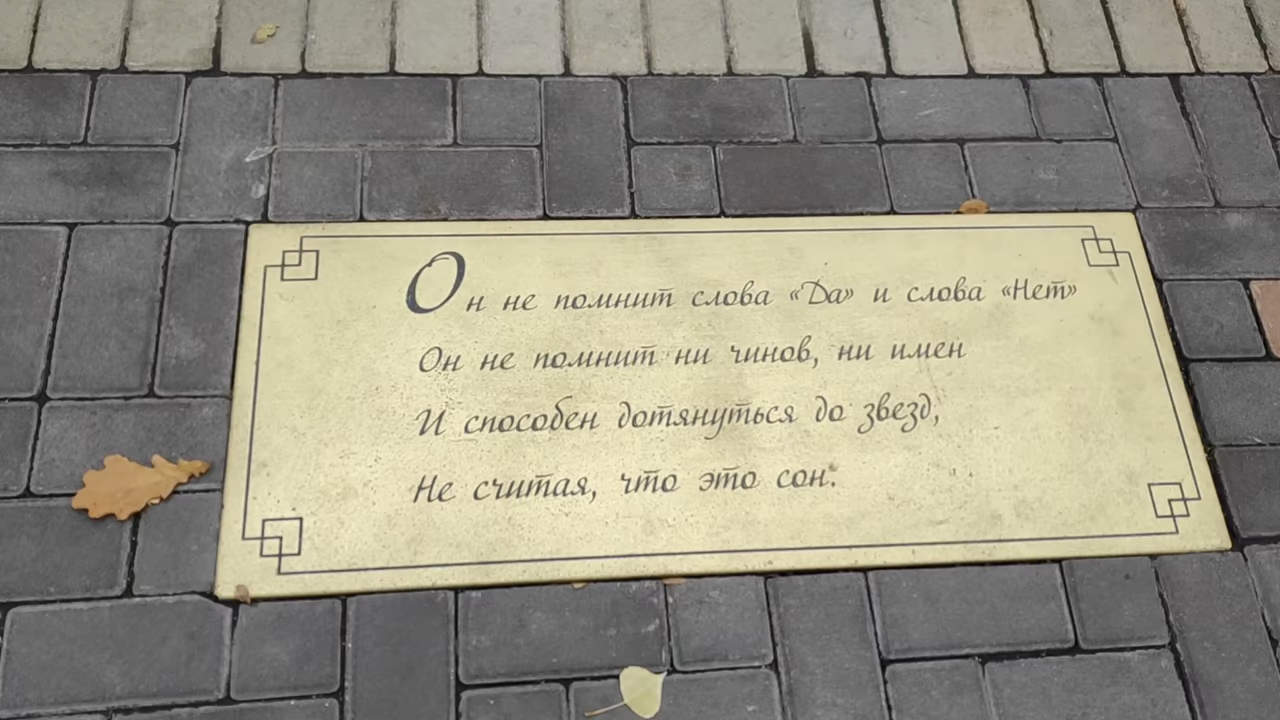 Он не помнит слова «Да» и слова «Нет»
Он не помнит ни чинов, ни имен
И способен дотянуться до звезд,
Не считая, что это сон.